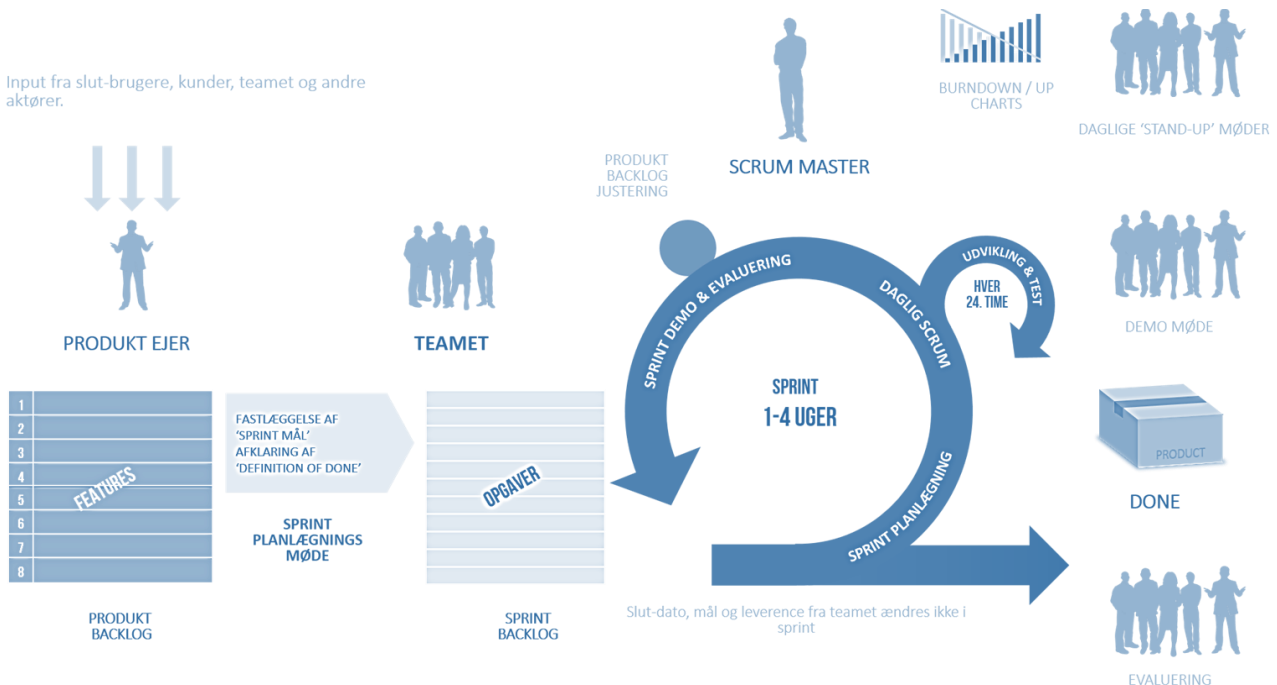 Input fra slut-brugere, kunder, teamet og andre
aktører.
PRODUKT EJER
TEAMET
1
2
3
4
5
6
7
8
FEATURES
PRODUKT
BACKLOG
FASTLÆGGELSE AF
'SPRINT MÅL'
AFKLARING AF
'DEFINITION OF DONE'
SPRINT
PLANLÆGNINGS
MØDE
OPGAVER
SPRINT
BACKLOG
PRODUKT
BACKLOG
JUSTERING
SCRUM MASTER
SPRINT DEMO & EVALUERING
DAGLIG SCRUM
SPRINT PLANLÆGNING
SPRINT
1-4 UGER
UDVIKLING & TEST
HVER
24. TIME
Slut-dato, mål og leverence fra teamet ændres ikke i
sprint
BURNDOWN / UP
CHARTS
DAGLIGE 'STAND-UP' MØDER
DEMO MØDE
PRODUCT
DONE
EVALUERING